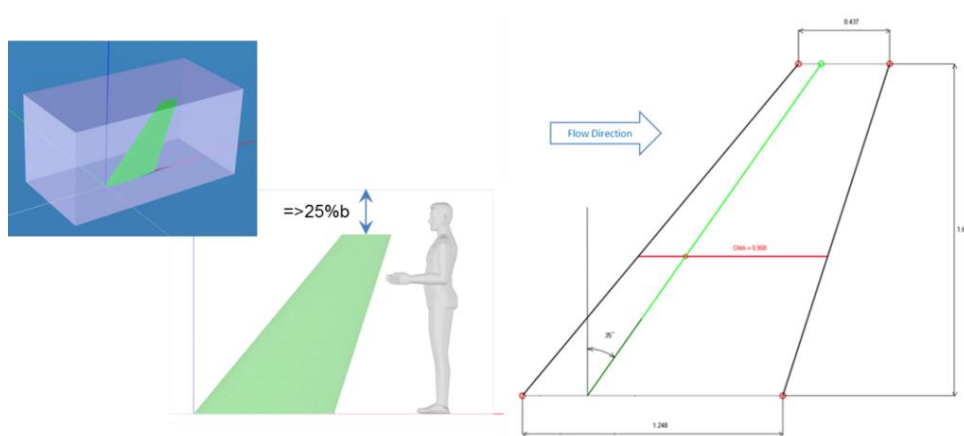 0.437
Flow Direction
=>25%b
CMA = 0.908
35°
1.248